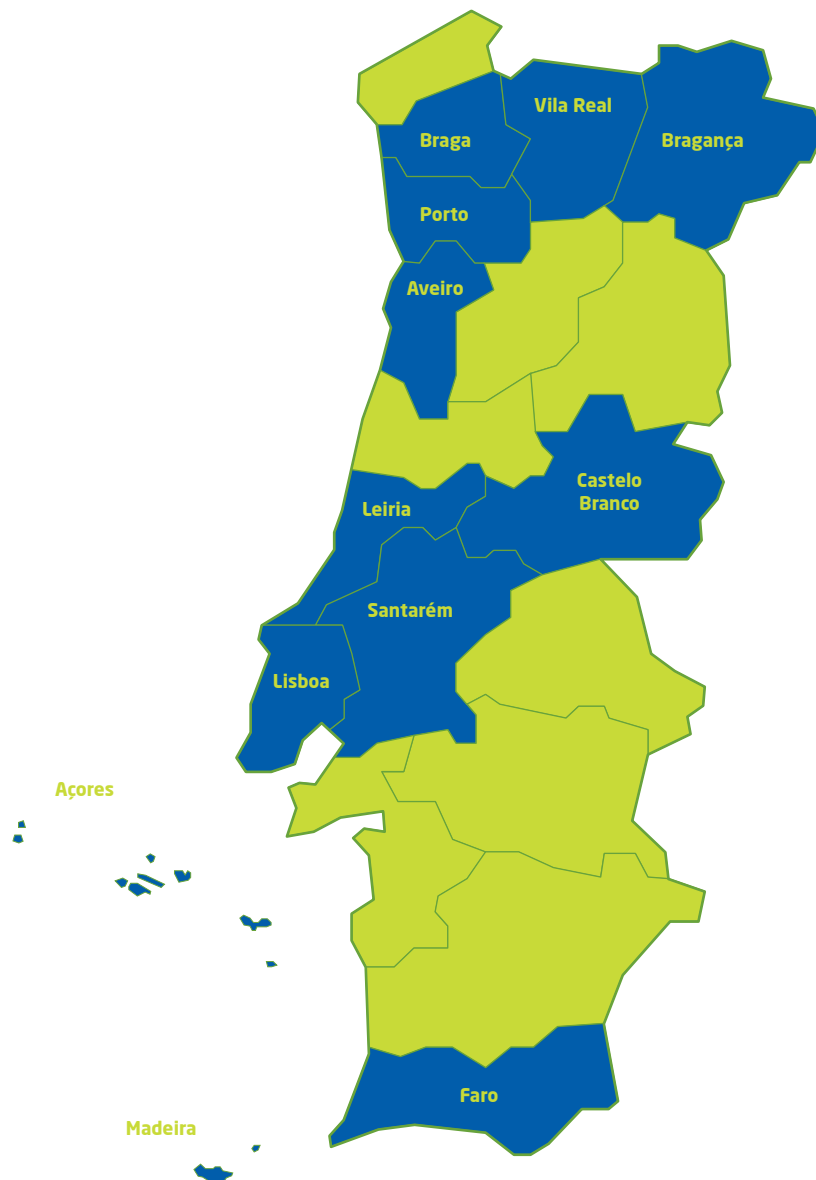 Vila Real
Braga
Bragança
Porto
Aveiro
Castelo
Branco
Leiria
Santarém
Lisboa
Açores
Faro
Madeira